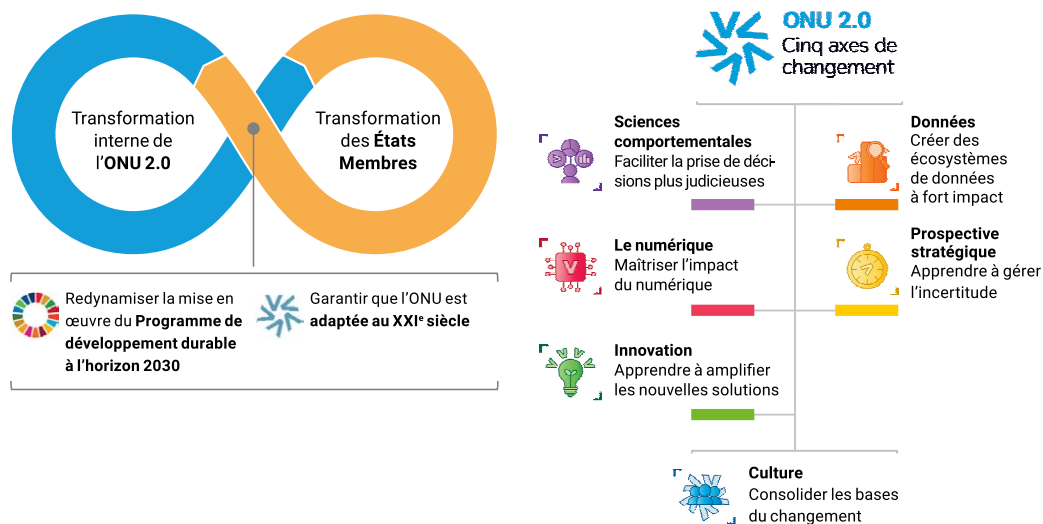 Transformation
interne de
l’ONU 2.0
Transformation
des États
Membres
Redynamiser la mise en
œuvre du Programme de
développement durable
à l’horizon 2030
Garantir que l’ONU est
adaptée au XXIe siècle
ONU 2.0
Cinq axes de
changement
Sciences
comportementales
Faciliter la prise de déci-
sions plus judicieuses
Données
Créer des
écosystèmes
de données
à fort impact
Le numérique
Maîtriser l’impact
du numérique
Prospective
stratégique
Apprendre à gérer
l’incertitude
Innovation
Apprendre à amplifier
les nouvelles solutions
Culture
Consolider les bases
du changement